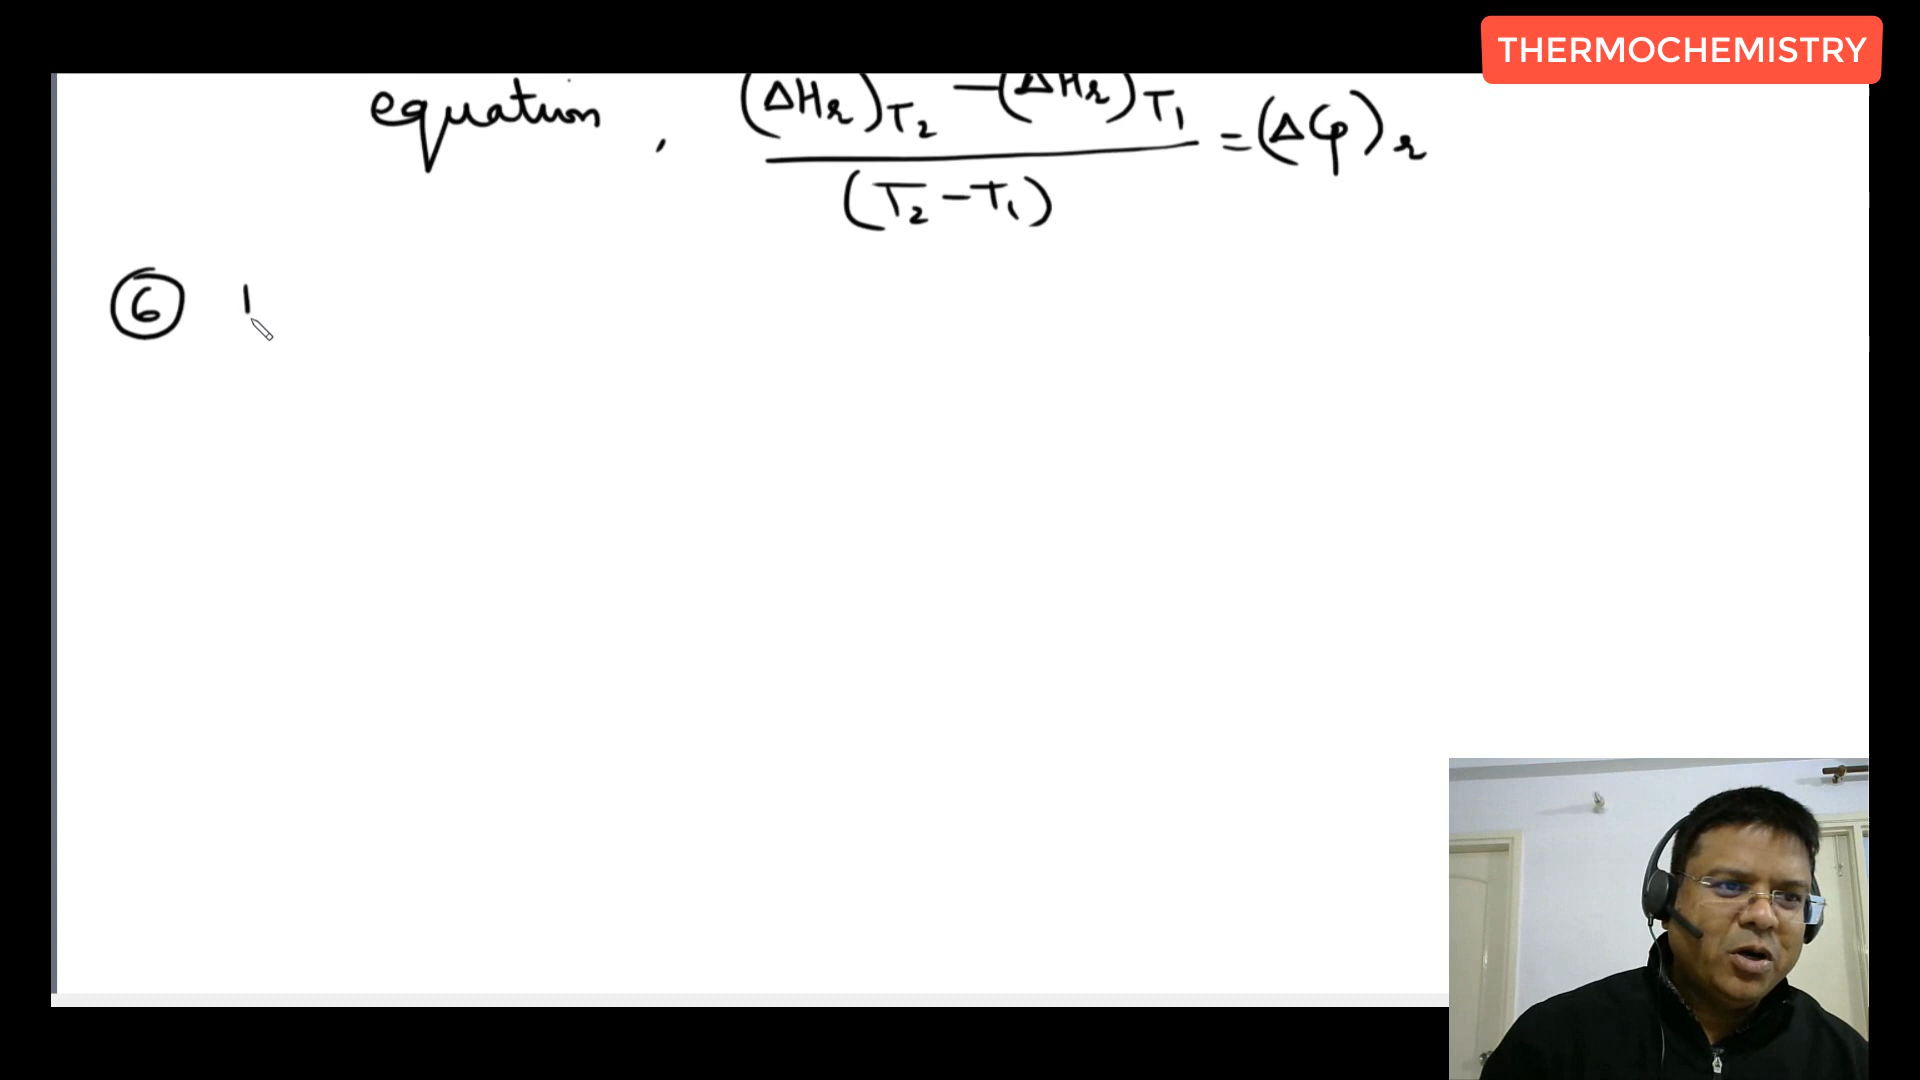 THERMOCHEMISTRY
equation, ((ΔHr)T2 – (ΔHr)T1) / (T2 – T1) = (ΔCp)r
6